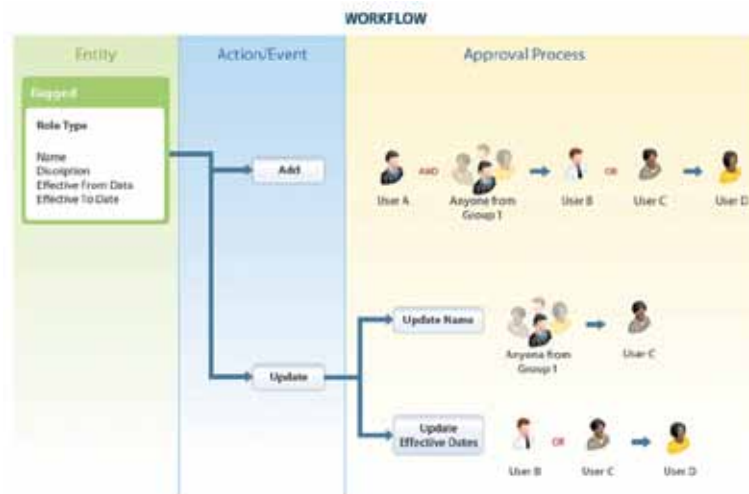 WORKFLOW
Entity
Action/Event
Approval Process
Role Type
Name
Discription
Effective From Data
Effective To Date
Add
AND
OR
User A
Anyone from
Group 1
User B
User C
User D
Update Name
Anyone from
Group 1
User C
Update
Update
Effective Dates
OR
User B
User C
User D